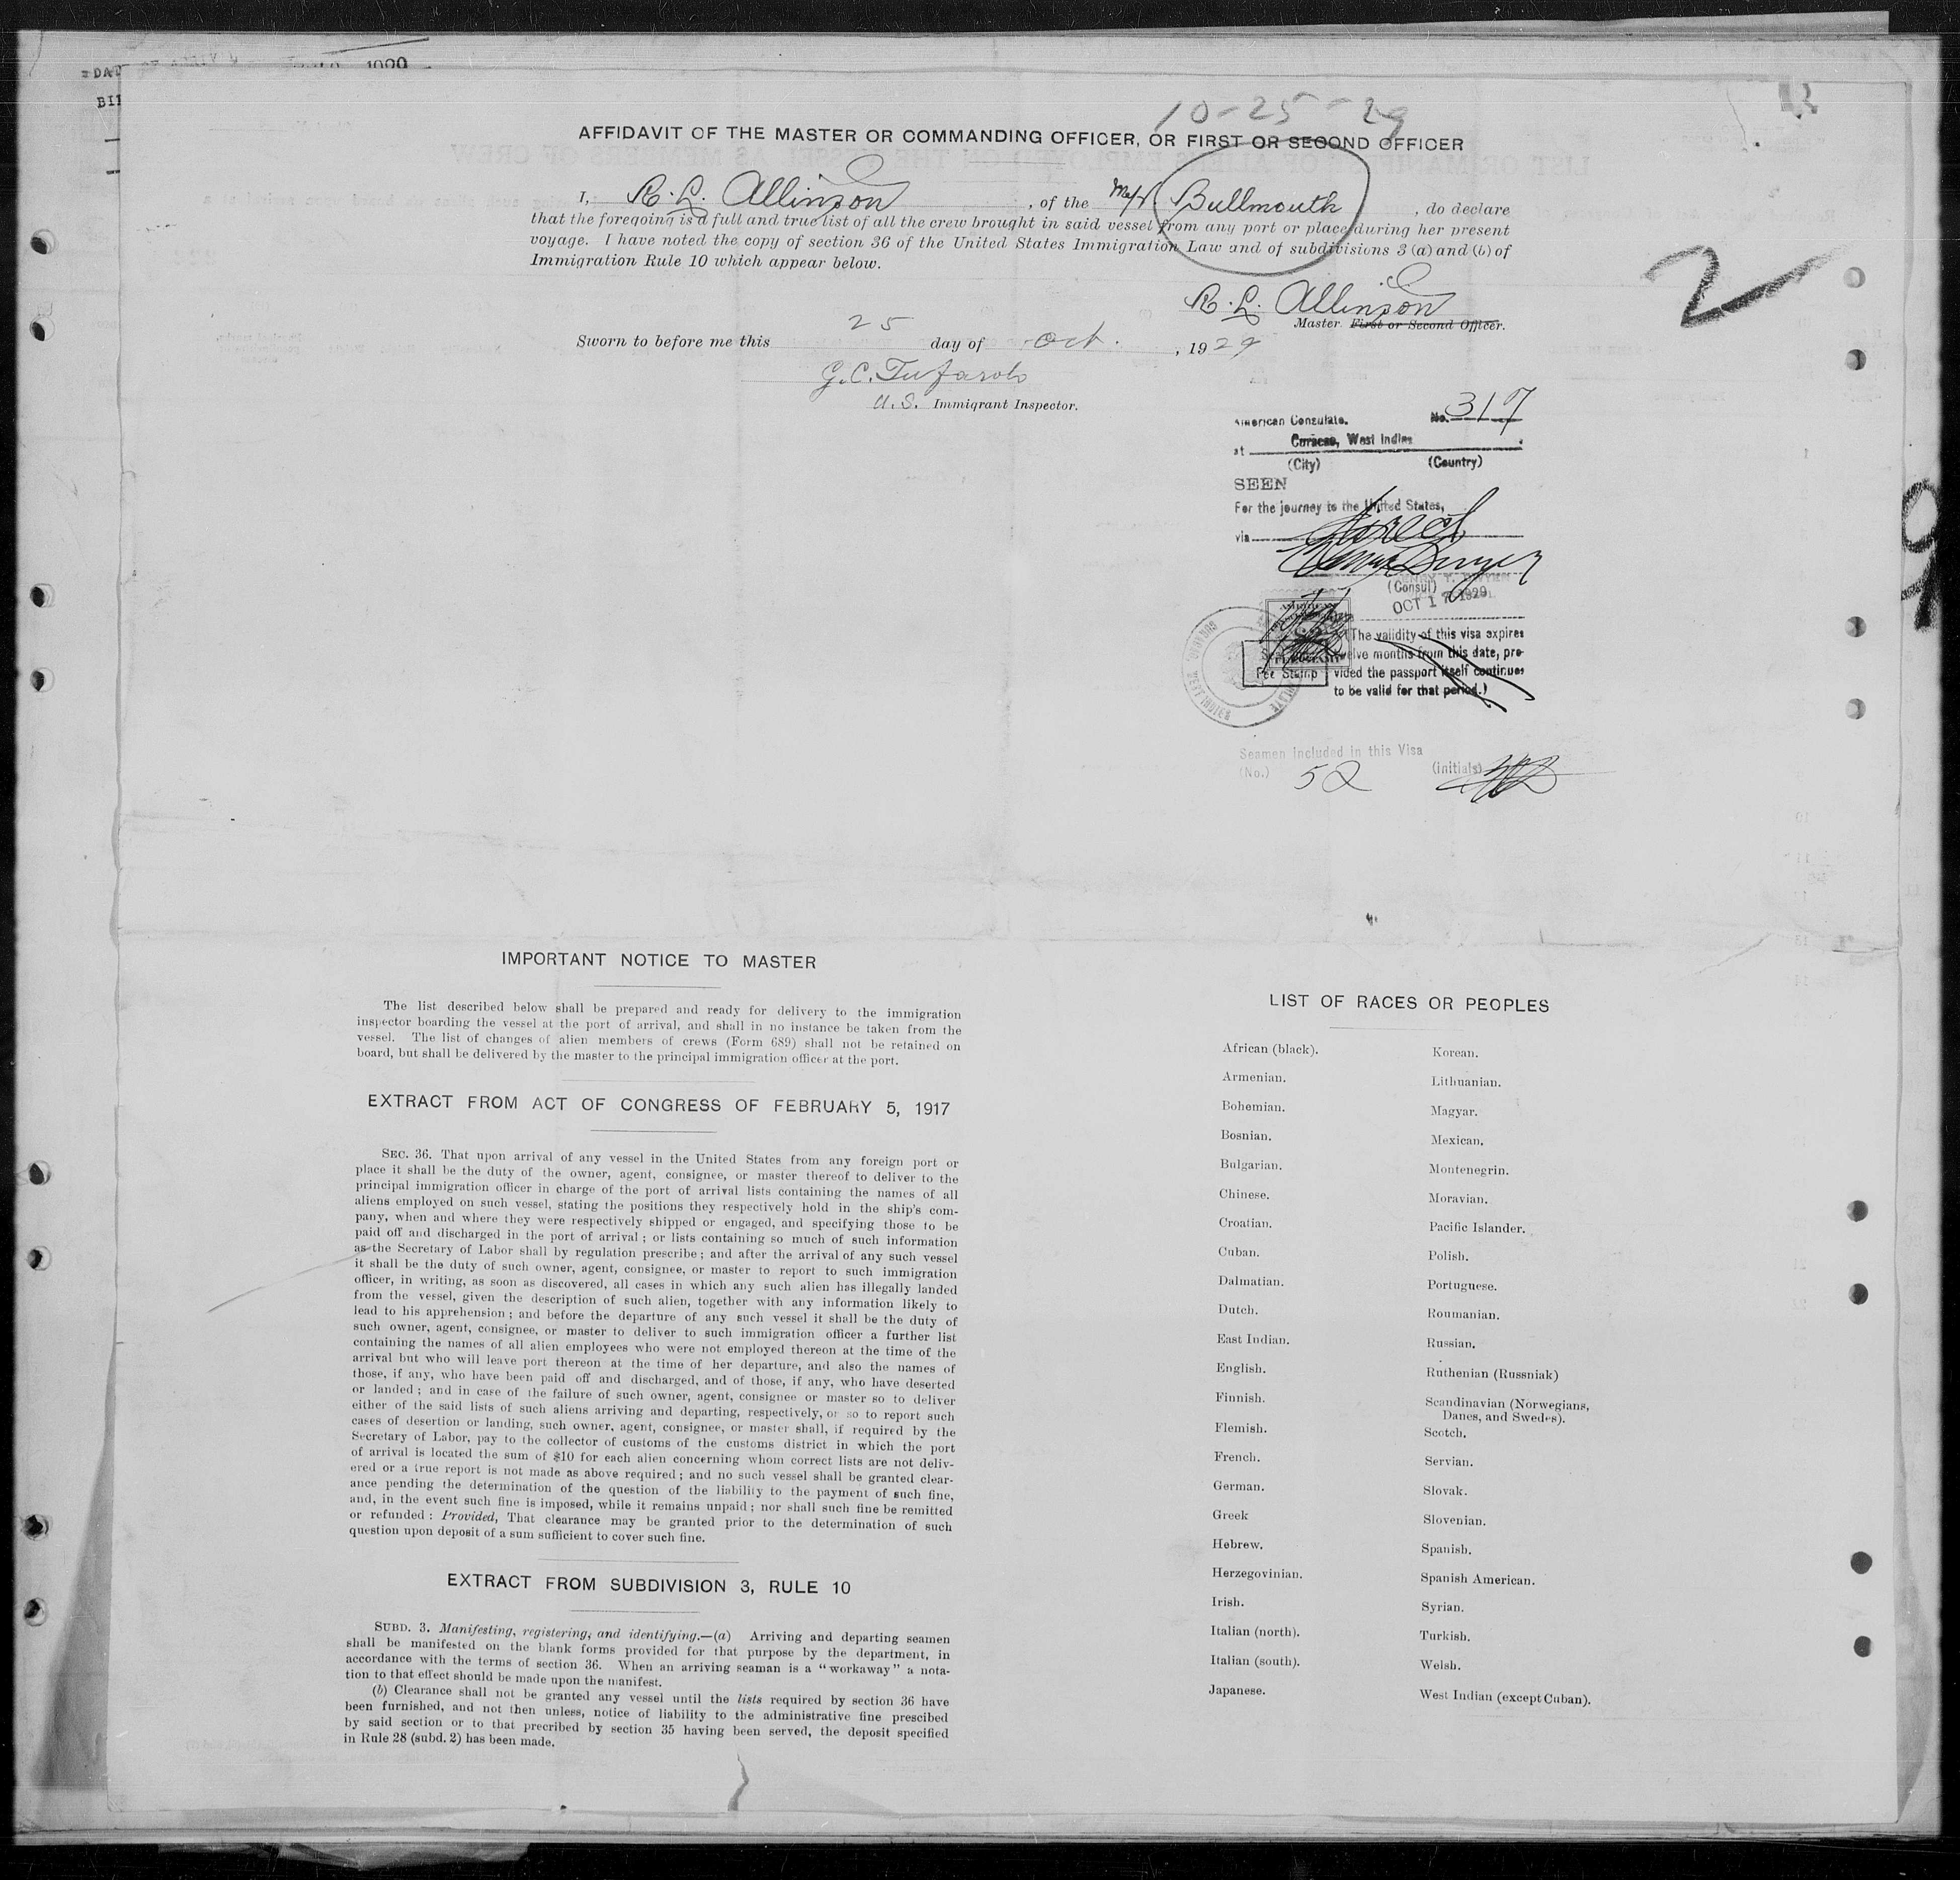 10-25-29
AFFIDAVIT OF THE MASTER OR COMMANDING OFFICER, OR FIRST OR SECOND OFFICER
I, R. L. Allinson, of the M/V. Bullmouth, do declare
that the foregoing is a full and true list of all the crew brought in said vessel from any port or place during her present
voyage. I have noted the copy of section 36 of the United States Immigration Law and of subdivisions 3 (a) and (b) of
Immigration Rule 10 which appear below.
2
R. L. Allinson
Master First or Second Officer.
Sworn to before me this 25 day of Oct., 1929
U.S. Immigrant Inspector.
American Consulate. No. 317
at Curacao, West Indies
(City) (Country)
SEEN
For the journey to the United States,
via
(Consul)
OCT 17 1929
(The validity of this visa expires
twelve months from this date, pro-
vided the passport itself continues
to be valid for that period.)
Fee Stamp
Seamen included in this Visa
(No.) 52 (initials)
IMPORTANT NOTICE TO MASTER
The list described below shall be prepared and ready for delivery to the immigration
inspector boarding the vessel at the port of arrival, and shall in no instance be taken from the
vessel. The list of changes of alien members of crews (Form 689) shall not be retained on
board, but shall be delivered by the master to the principal immigration officer at the port.
EXTRACT FROM ACT OF CONGRESS OF FEBRUARY 5, 1917
SEC. 36. That upon arrival of any vessel in the United States from any foreign port or
place it shall be the duty of the owner, agent, consignee, or master thereof to deliver to the
principal immigration officer in charge of the port of arrival lists containing the names of all
aliens employed on such vessel, stating the positions they respectively hold in the ship's com-
pany, when and where they were respectively shipped or engaged, and specifying those to be
paid off and discharged in the port of arrival; or lists containing so much of such information
as the Secretary of Labor shall by regulation prescribe; and after the arrival of any such vessel
it shall be the duty of such owner, agent, consignee, or master to report to such immigration
officer, in writing, as soon as discovered, all cases in which any such alien has illegally landed
from the vessel, given the description of such alien, together with any information likely to
lead to his apprehension; and before the departure of any such vessel it shall be the duty of
such owner, agent, consignee, or master to deliver to such immigration officer a further list
containing the names of all alien employees who were not employed thereon at the time of the
arrival but who will leave port thereon at the time of her departure, and also the names of
those, if any, who have been paid off and discharged, and of those, if any, who have deserted
or landed; and in case of the failure of such owner, agent, consignee or master so to deliver
either of the said lists of such aliens arriving and departing, respectively, or so to report such
cases of desertion or landing, such owner, agent, consignee, or master shall, if required by the
Secretary of Labor, pay to the collector of customs of the customs district in which the port
of arrival is located the sum of $10 for each alien concerning whom correct lists are not deliv-
ered or a true report is not made as above required; and no such vessel shall be granted clear-
ance pending the determination of the question of the liability to the payment of such fine,
and, in the event such fine is imposed, while it remains unpaid; nor shall such fine be remitted
or refunded: Provided, That clearance may be granted prior to the determination of such
question upon deposit of a sum sufficient to cover such fine.
EXTRACT FROM SUBDIVISION 3, RULE 10
SUBD. 3. Manifesting, registering, and identifying.—(a) Arriving and departing seamen
shall be manifested on the blank forms provided for that purpose by the department, in
accordance with the terms of section 36. When an arriving seaman is a "workaway" a nota-
tion to that effect should be made upon the manifest.
(b) Clearance shall not be granted any vessel until the lists required by section 36 have
been furnished, and not then unless, notice of liability to the administrative fine prescibed
by said section or to that precribed by section 35 having been served, the deposit specified
in Rule 28 (subd. 2) has been made.
LIST OF RACES OR PEOPLES
African (black).
Armenian.
Bohemian.
Bosnian.
Bulgarian.
Chinese.
Croatian.
Cuban.
Dalmatian.
Dutch.
East Indian.
English.
Finnish.
Flemish.
French.
German.
Greek
Hebrew.
Herzegovinian.
Irish.
Italian (north).
Italian (south).
Japanese.
Korean.
Lithuanian.
Magyar.
Mexican.
Montenegrin.
Moravian.
Pacific Islander.
Polish.
Portuguese.
Roumanian.
Russian.
Ruthenian (Russniak)
Scandinavian (Norwegians,
Danes, and Swedes).
Scotch.
Servian.
Slovak.
Slovenian.
Spanish.
Spanish American.
Syrian.
Turkish.
Welsh.
West Indian (except Cuban).